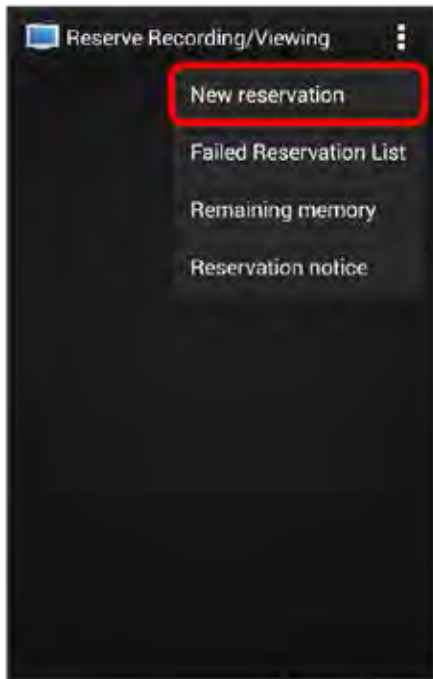 Reserve Recording/Viewing
New reservation
Failed Reservation List
Remaining memory
Reservation notice